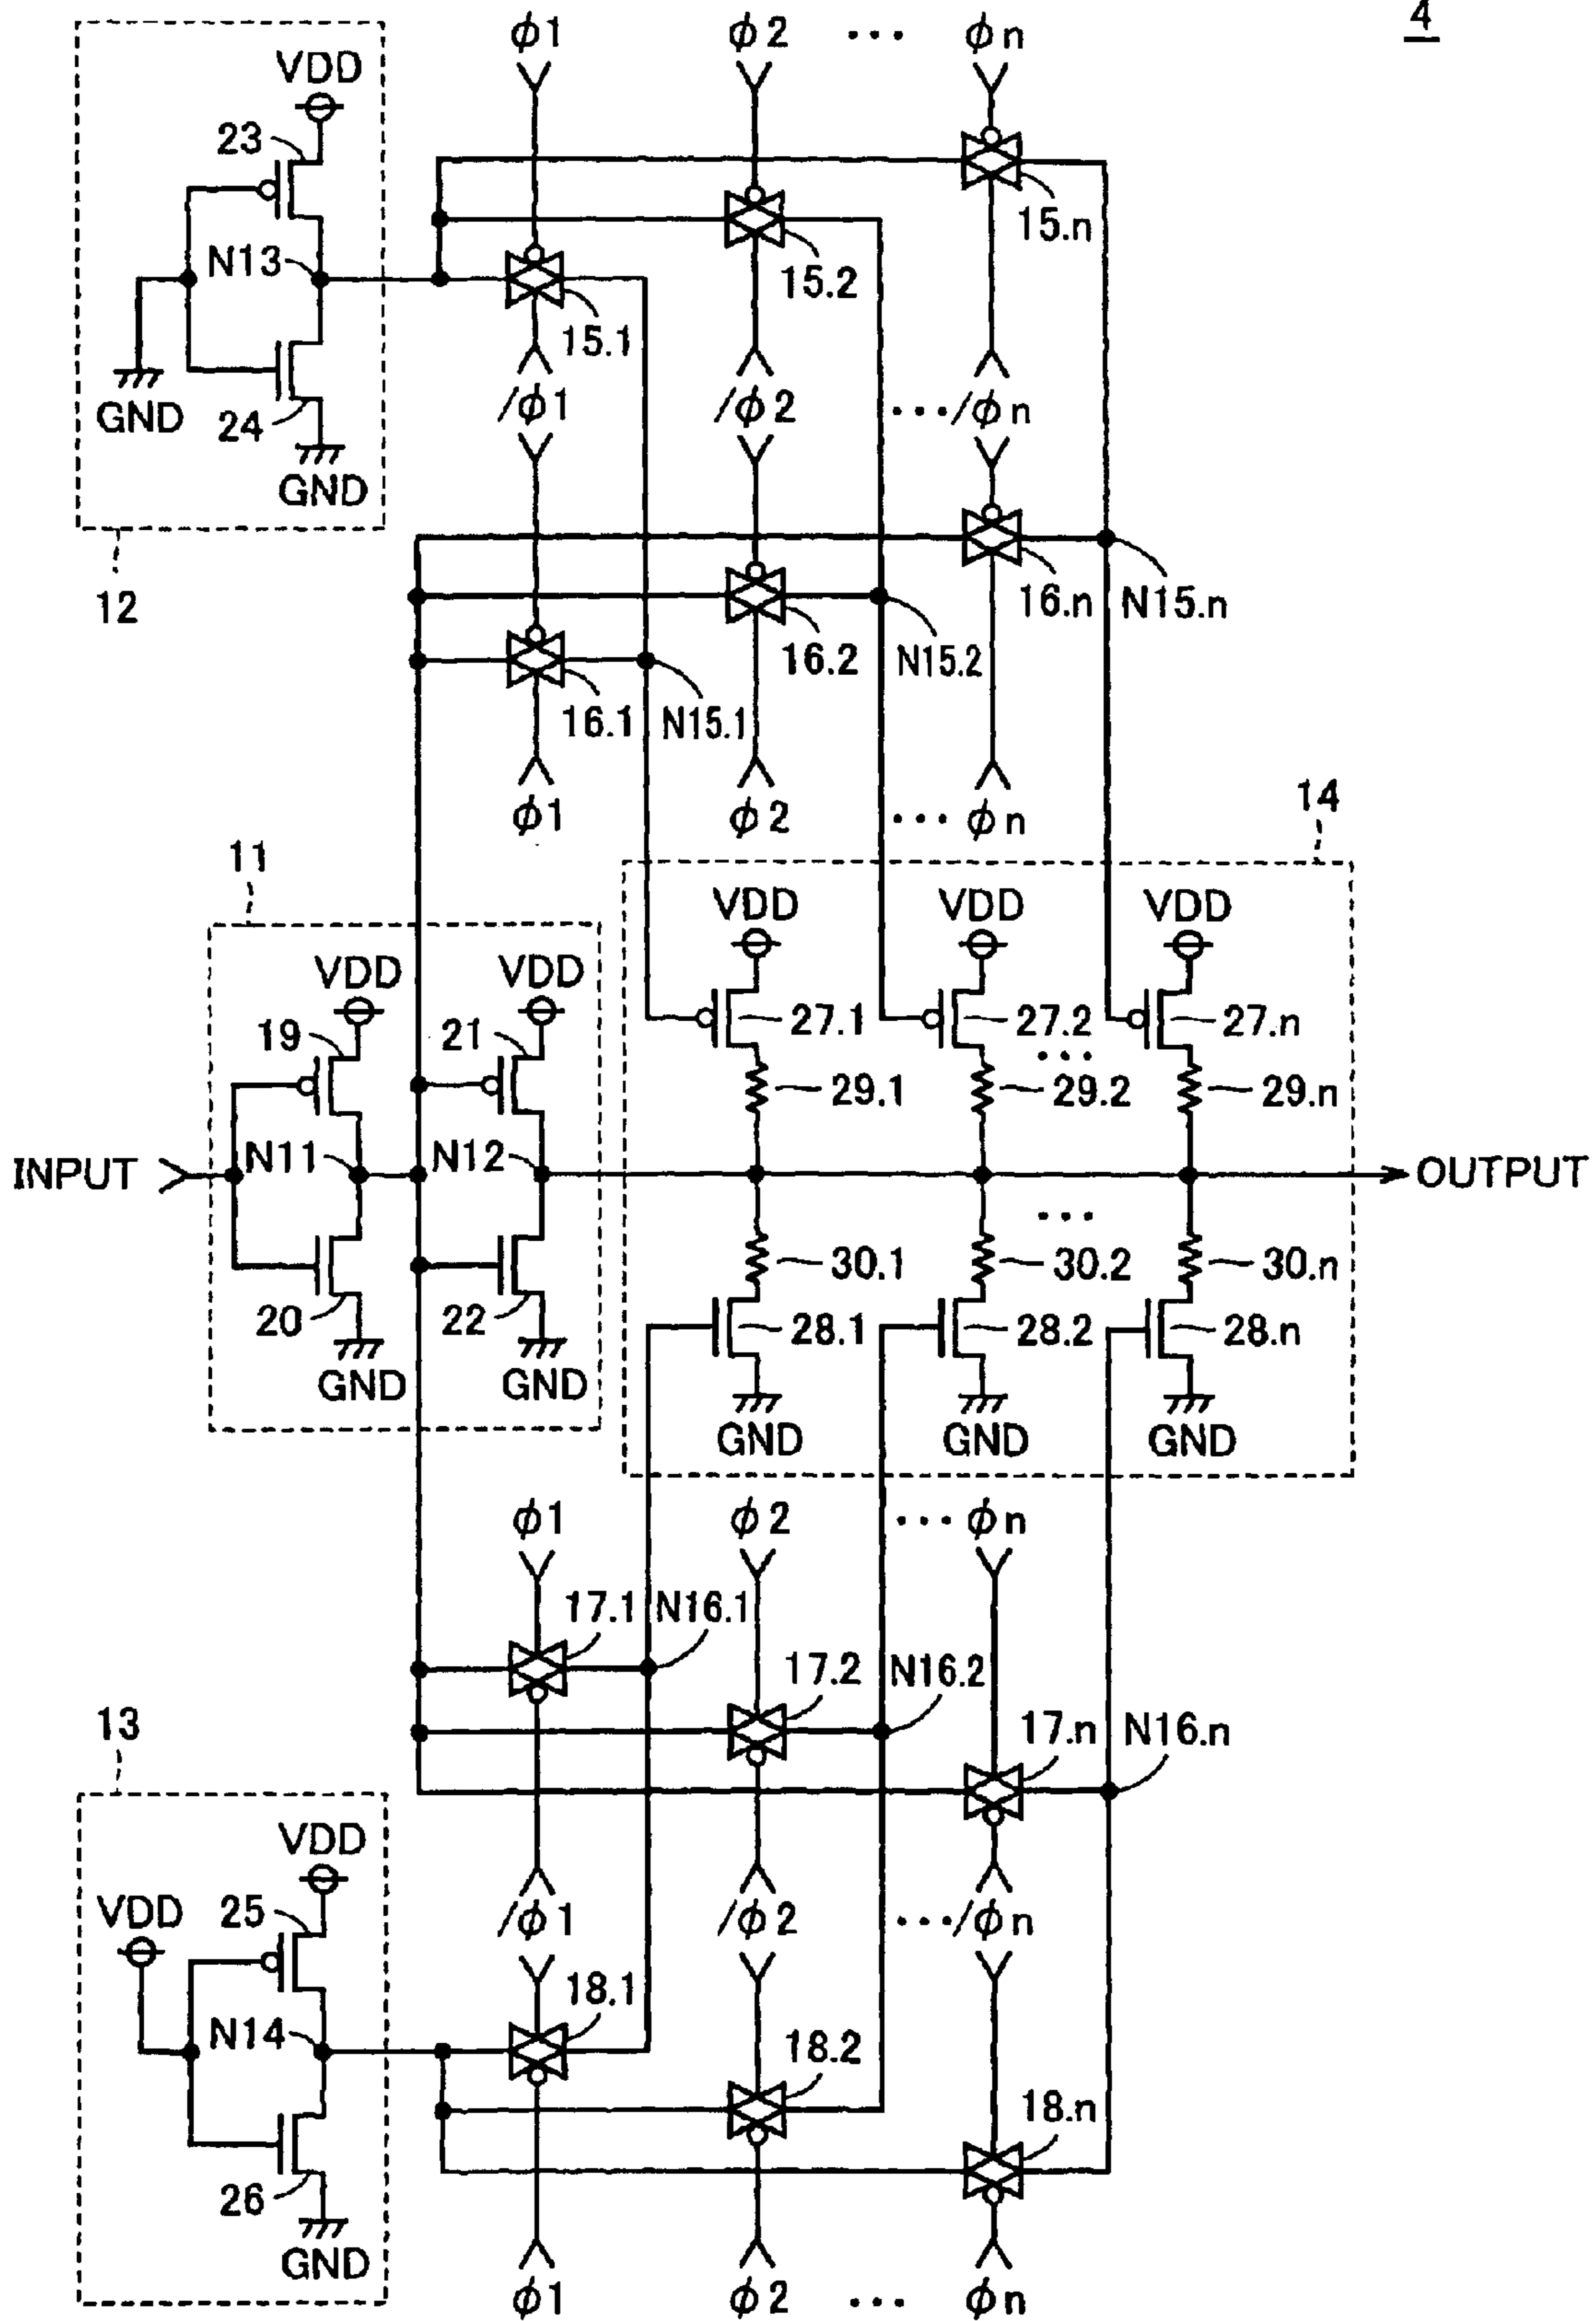 4
φ1 φ2 ... φn
VDD
23
15.n
N13
15.2
15.1
/φ1 /φ2 .../φn
GND
24
GND
12
16.n N15.n
16.2 N15.2
16.1 N15.1
φ1 φ2 ...φn
14
11
VDD VDD VDD
VDD VDD
19 21
27.1 27.2 27.n
...
29.1 29.2 29.n
INPUT N11 N12 OUTPUT
...
30.1 30.2 30.n
20 22
28.1 28.2 28.n
GND GND
GND GND GND
φ1 φ2 ...φn
17.1 N16.1
17.2 N16.2
17.n N16.n
13
VDD
VDD 25
/φ1 /φ2 .../φn
18.1
N14
18.2
18.n
26
GND
φ1 φ2 ... φn